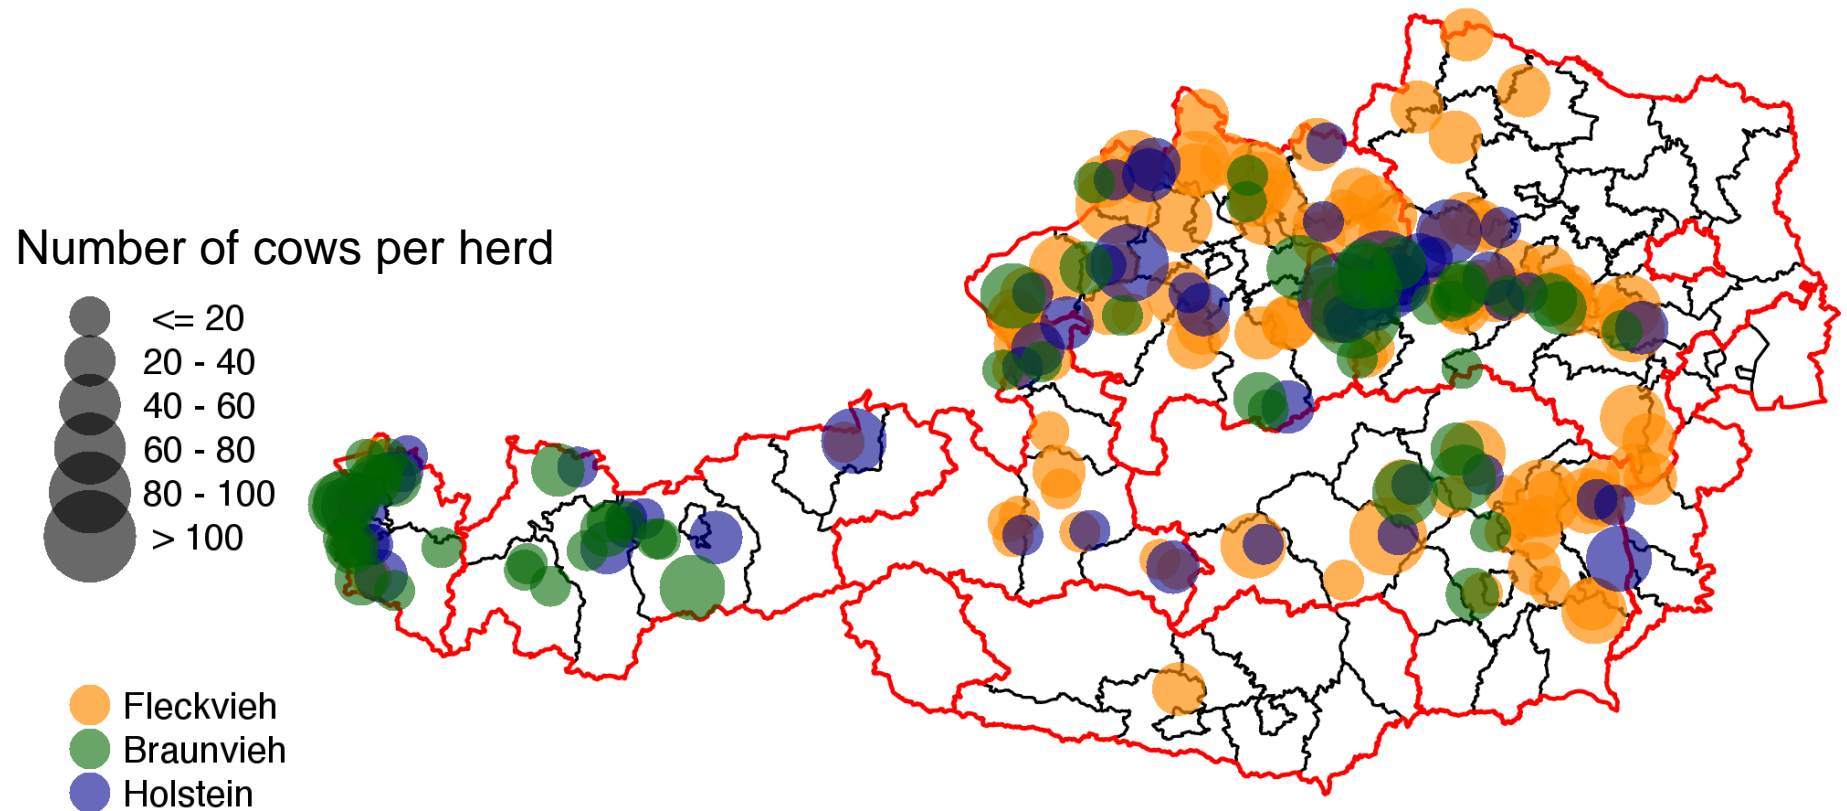 Number of cows per herd
<= 20
20 - 40
40 - 60
60 - 80
80 - 100
> 100
Fleckvieh
Braunvieh
Holstein